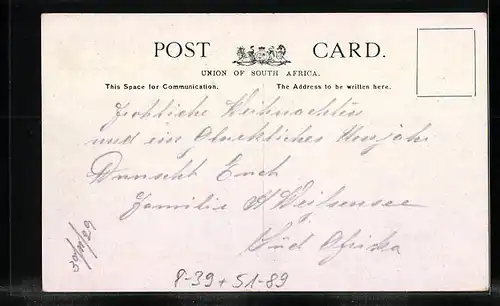 POST CARD.
UNION OF SOUTH AFRICA.
This Space for Communication. The Address to be written here.
Fröhliche Weihnachten
und ein Glückliches Neujahr
Wünscht Euch
Familie
Süd Afrika
8-39+51-89